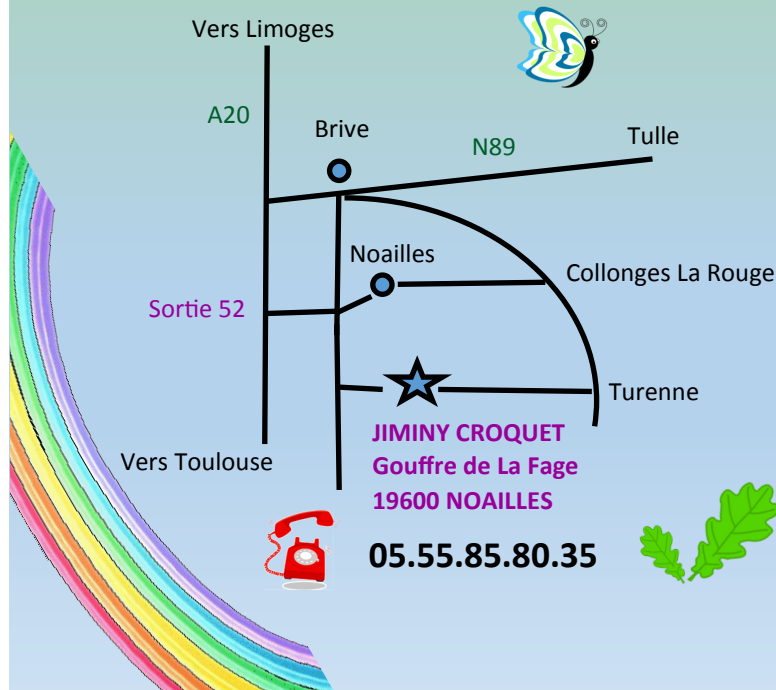 Vers Limoges
A20
Brive
N89
Tulle
Noailles
Collonges La Rouge
Sortie 52
Turenne
JIMINY CROQUET
Gouffre de La Fage
19600 NOAILLES
Vers Toulouse
05.55.85.80.35